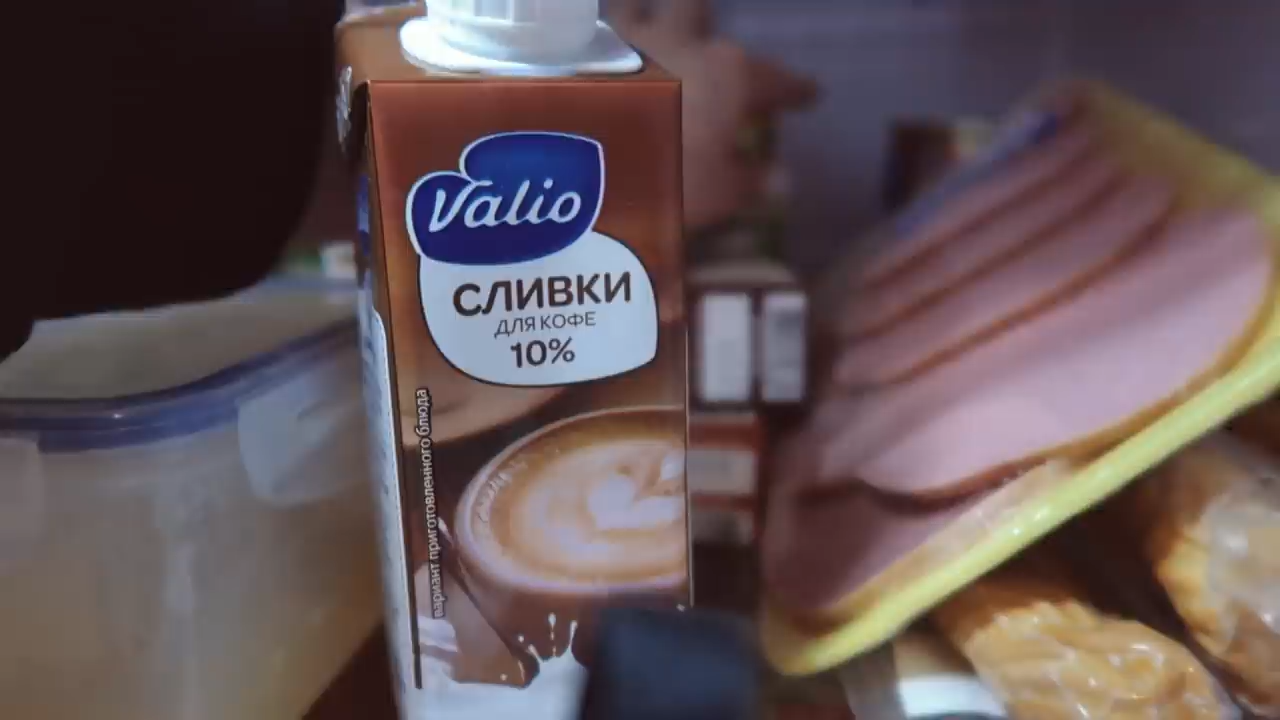 Valio
СЛИВКИ
ДЛЯ КОФЕ
10%
вариант приготовленного блюда